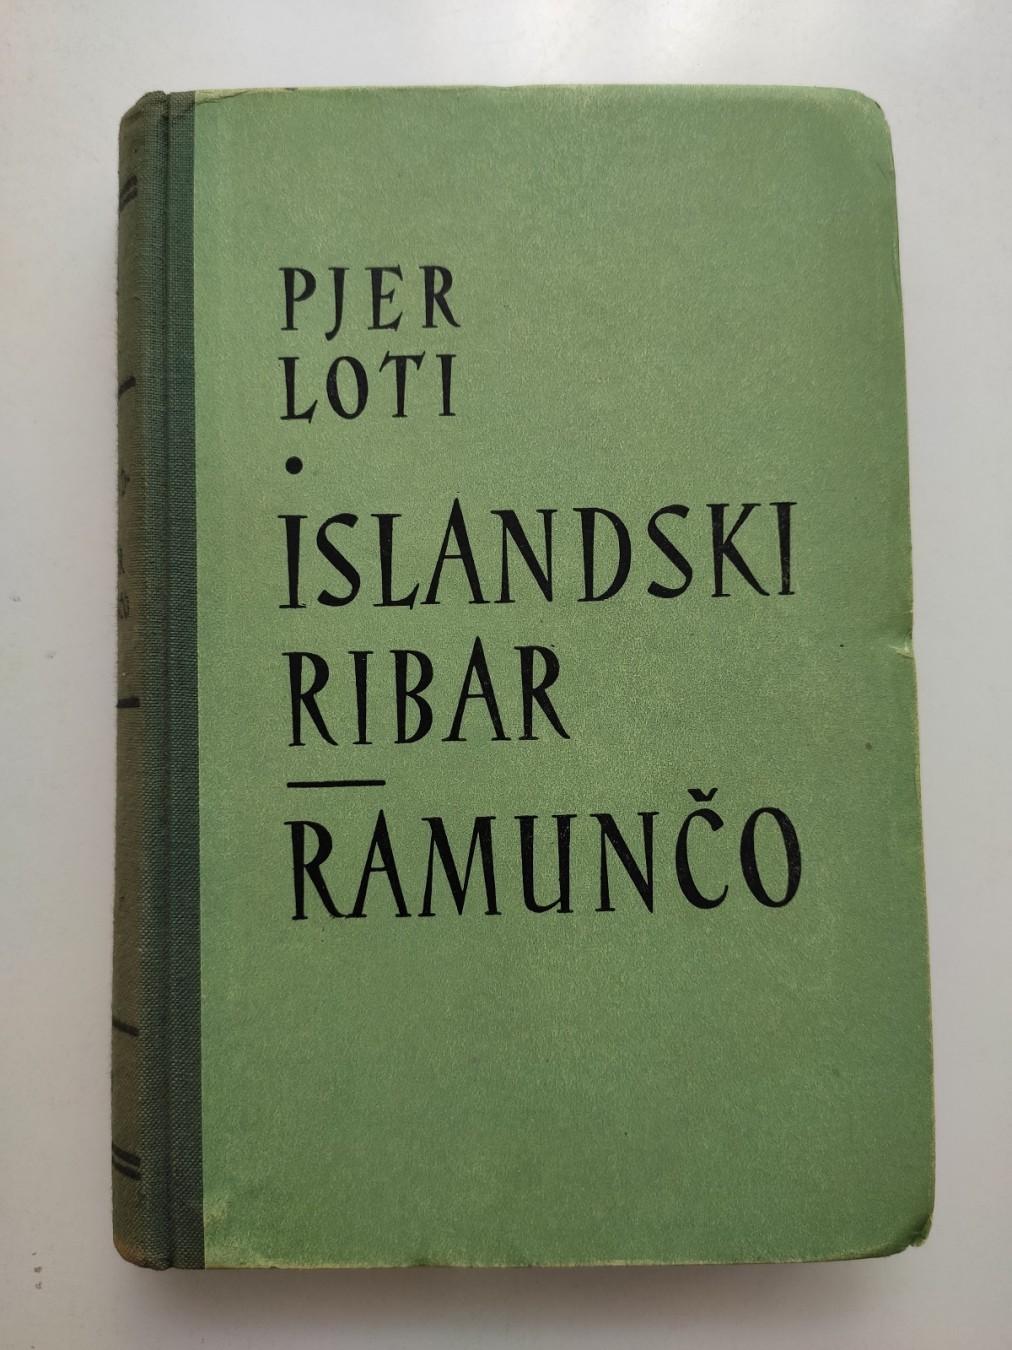 PJER
LOTI
•
ISLANDSKI
RIBAR
RAMUNČO